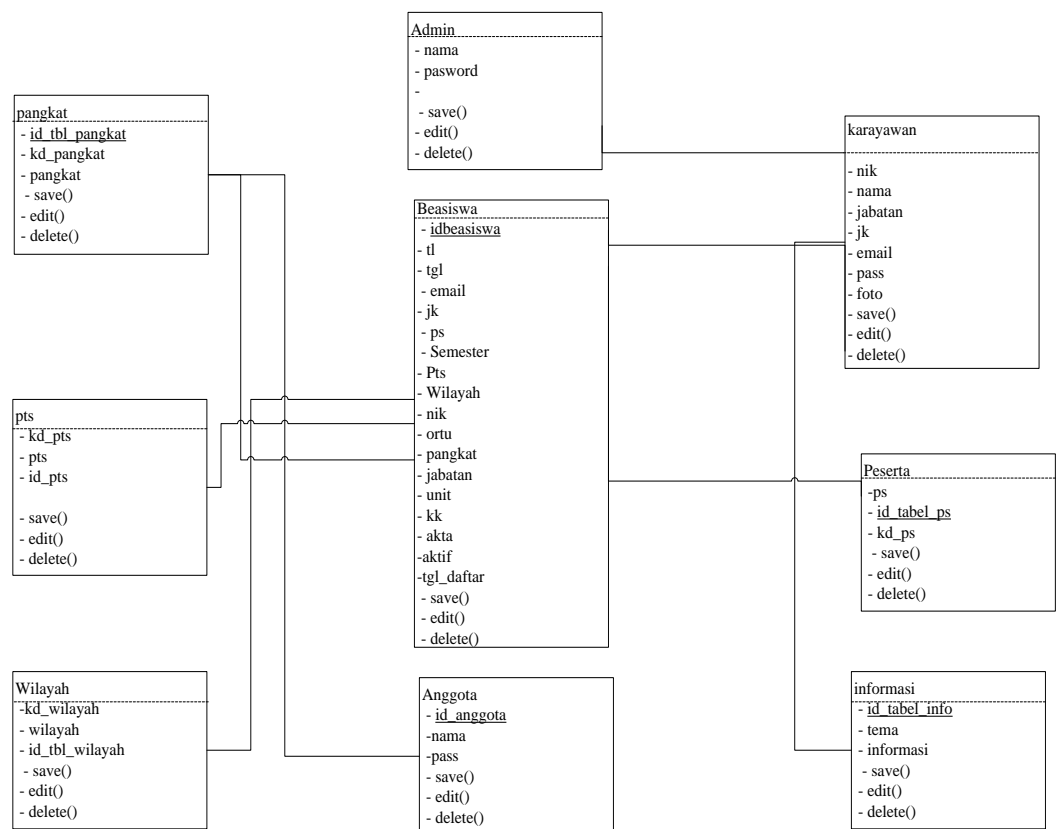 Admin
- nama
- pasword
-
- save()
- edit()
- delete()
pangkat
- id_tbl_pangkat
- kd_pangkat
- pangkat
- save()
- edit()
- delete()
karayawan
- nik
- nama
- jabatan
- jk
- email
- pass
- foto
- save()
- edit()
- delete()
Beasiswa
- idbeasiswa
- tl
- tgl
- email
- jk
- ps
- Semester
- Pts
- Wilayah
- nik
- ortu
- pangkat
- jabatan
- unit
- kk
- akta
-aktif
-tgl_daftar
- save()
- edit()
- delete()
pts
- kd_pts
- pts
- id_pts
- save()
- edit()
- delete()
Peserta
-ps
- id_tabel_ps
- kd_ps
- save()
- edit()
- delete()
Wilayah
-kd_wilayah
- wilayah
- id_tbl_wilayah
- save()
- edit()
- delete()
Anggota
- id_anggota
-nama
-pass
- save()
- edit()
- delete()
informasi
- id_tabel_info
- tema
- informasi
- save()
- edit()
- delete()